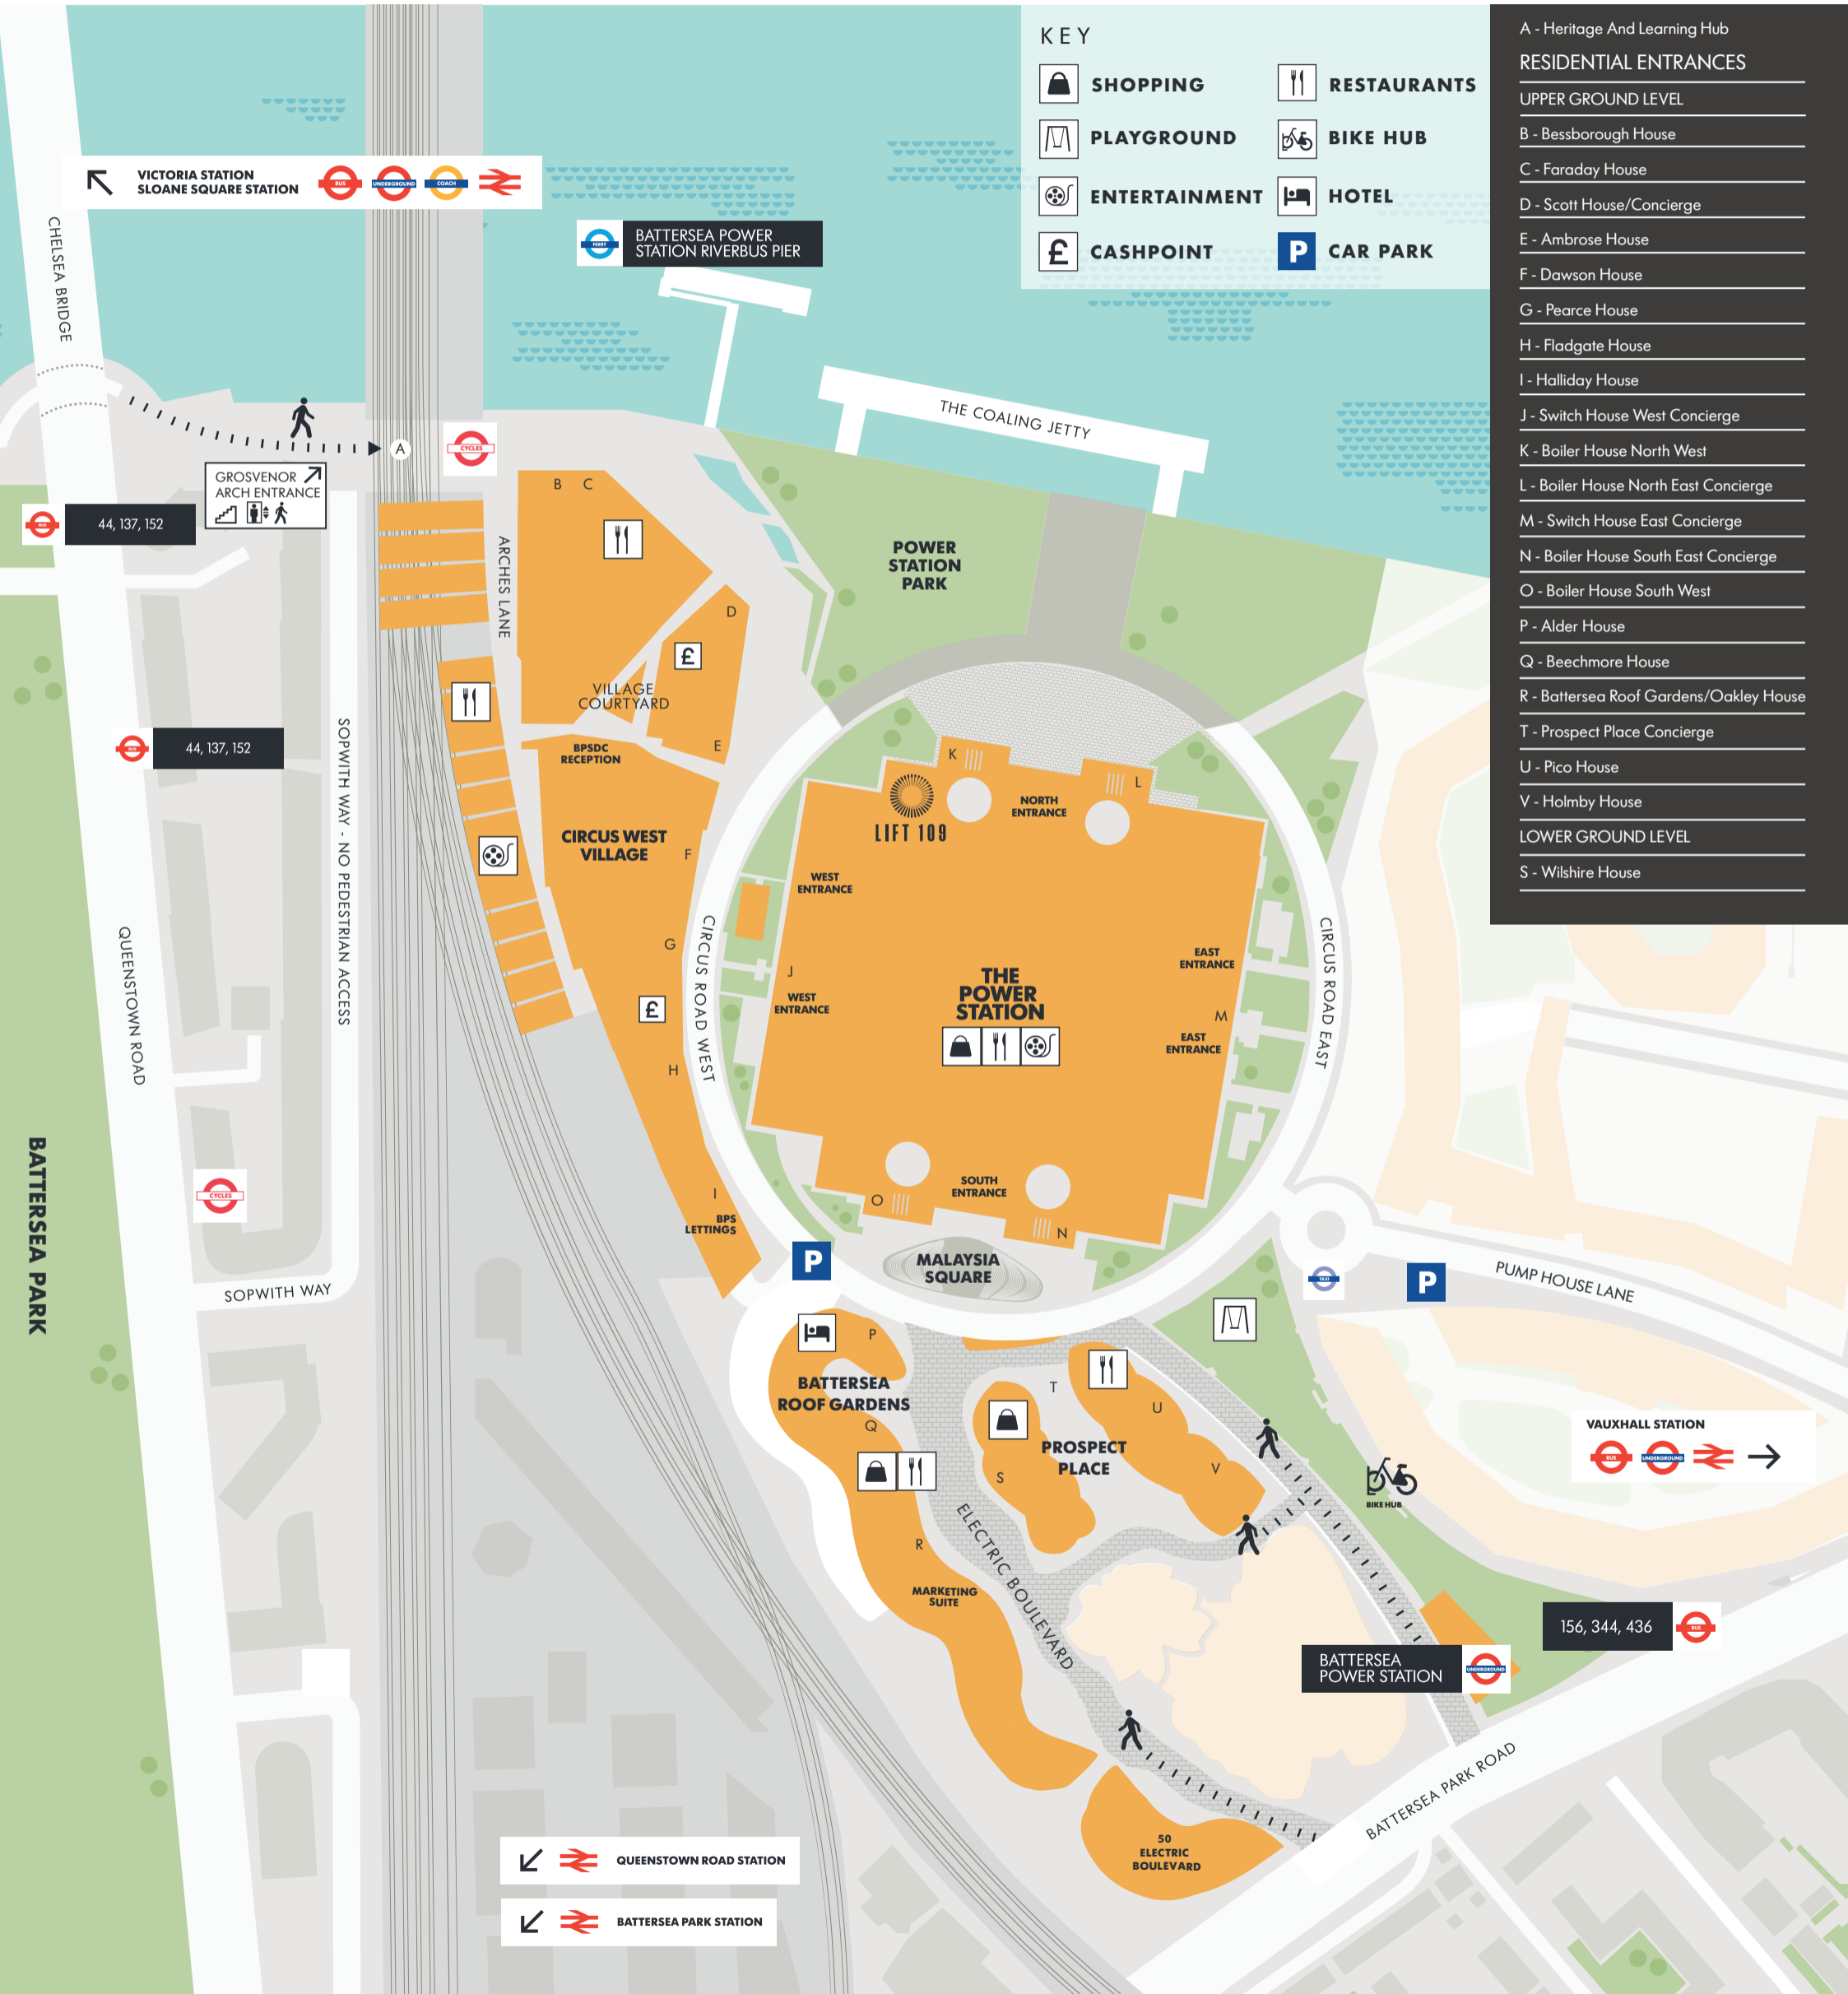 KEY
SHOPPING
RESTAURANTS
PLAYGROUND
BIKE HUB
ENTERTAINMENT
HOTEL
£
CASHPOINT
P
CAR PARK
A - Heritage And Learning Hub
RESIDENTIAL ENTRANCES
UPPER GROUND LEVEL
B - Bessborough House
C - Faraday House
D - Scott House/Concierge
E - Ambrose House
F - Dawson House
G - Pearce House
H - Fladgate House
I - Halliday House
J - Switch House West Concierge
K - Boiler House North West
L - Boiler House North East Concierge
M - Switch House East Concierge
N - Boiler House South East Concierge
O - Boiler House South West
P - Alder House
Q - Beechmore House
R - Battersea Roof Gardens/Oakley House
T - Prospect Place Concierge
U - Pico House
V - Holmby House
LOWER GROUND LEVEL
S - Wilshire House
VICTORIA STATION
SLOANE SQUARE STATION
BUS
UNDERGROUND
COACH
CHELSEA BRIDGE
FERRY
BATTERSEA POWER
STATION RIVERBUS PIER
THE COALING JETTY
A
CYCLES
GROSVENOR
ARCH ENTRANCE
BUS
44, 137, 152
B
C
ARCHES LANE
POWER
STATION
PARK
D
£
VILLAGE
COURTYARD
BUS
44, 137, 152
SOPWITH WAY - NO PEDESTRIAN ACCESS
E
BPSDC
RECEPTION
K
L
NORTH
ENTRANCE
LIFT 109
CIRCUS WEST
VILLAGE
F
WEST
ENTRANCE
QUEENSTOWN ROAD
G
CIRCUS ROAD WEST
J
WEST
ENTRANCE
THE
POWER
STATION
EAST
ENTRANCE
M
EAST
ENTRANCE
CIRCUS ROAD EAST
£
H
BATTERSEA PARK
CYCLES
I
BPS
LETTINGS
O
SOUTH
ENTRANCE
N
P
MALAYSIA
SQUARE
TAXI
P
PUMP HOUSE LANE
SOPWITH WAY
P
BATTERSEA
ROOF GARDENS
Q
T
U
PROSPECT
PLACE
S
V
VAUXHALL STATION
BUS
UNDERGROUND
BIKE HUB
R
MARKETING
SUITE
ELECTRIC BOULEVARD
156, 344, 436
BUS
BATTERSEA
POWER STATION
UNDERGROUND
BATTERSEA PARK ROAD
50
ELECTRIC
BOULEVARD
QUEENSTOWN ROAD STATION
BATTERSEA PARK STATION